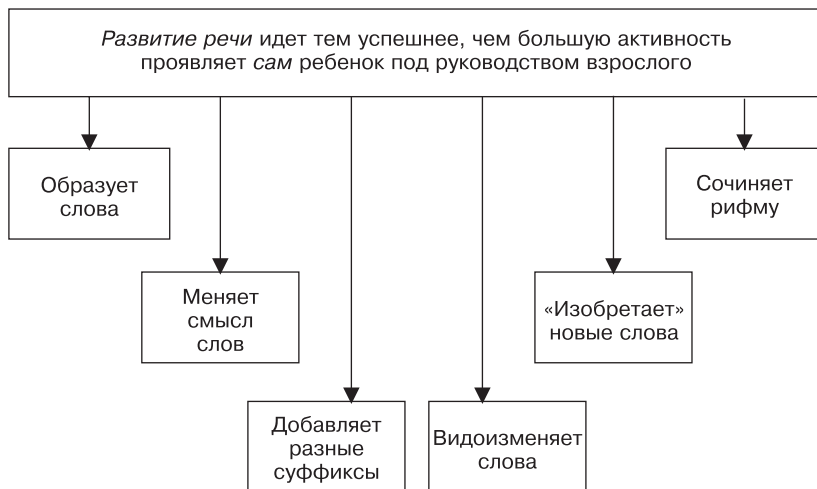 Развитие речи идет тем успешнее, чем большую активность
проявляет сам ребенок под руководством взрослого
Образует
слова
Сочиняет
рифму
Меняет
смысл
слов
«Изобретает»
новые слова
Добавляет
разные
суффиксы
Видоизменяет
слова